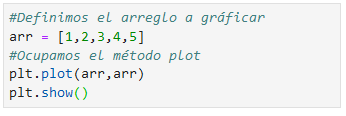 #Definimos el arreglo a gráficar
arr = [1,2,3,4,5]
#Ocupamos el método plot
plt.plot(arr,arr)
plt.show()